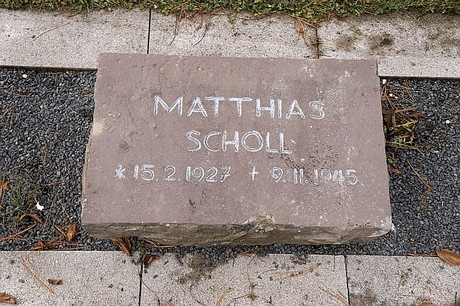 MATTHIAS
SCHOLL
* 15.2.1927 + 9.11.1945.